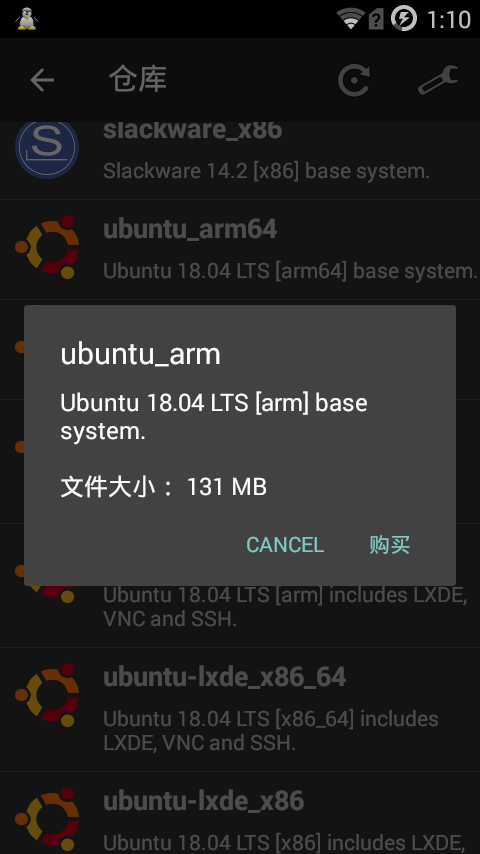 1:10
仓库
slackware_x86
Slackware 14.2 [x86] base system.
ubuntu_arm64
Ubuntu 18.04 LTS [arm64] base system.
ubuntu_arm
Ubuntu 18.04 LTS [arm] base
system.
文件大小： 131 MB
CANCEL 购买
Ubuntu 18.04 LTS [arm] includes LXDE,
VNC and SSH.
ubuntu-lxde_x86_64
Ubuntu 18.04 LTS [x86_64] includes
LXDE, VNC and SSH.
ubuntu-lxde_x86
Ubuntu 18.04 LTS [x86] includes LXDE,